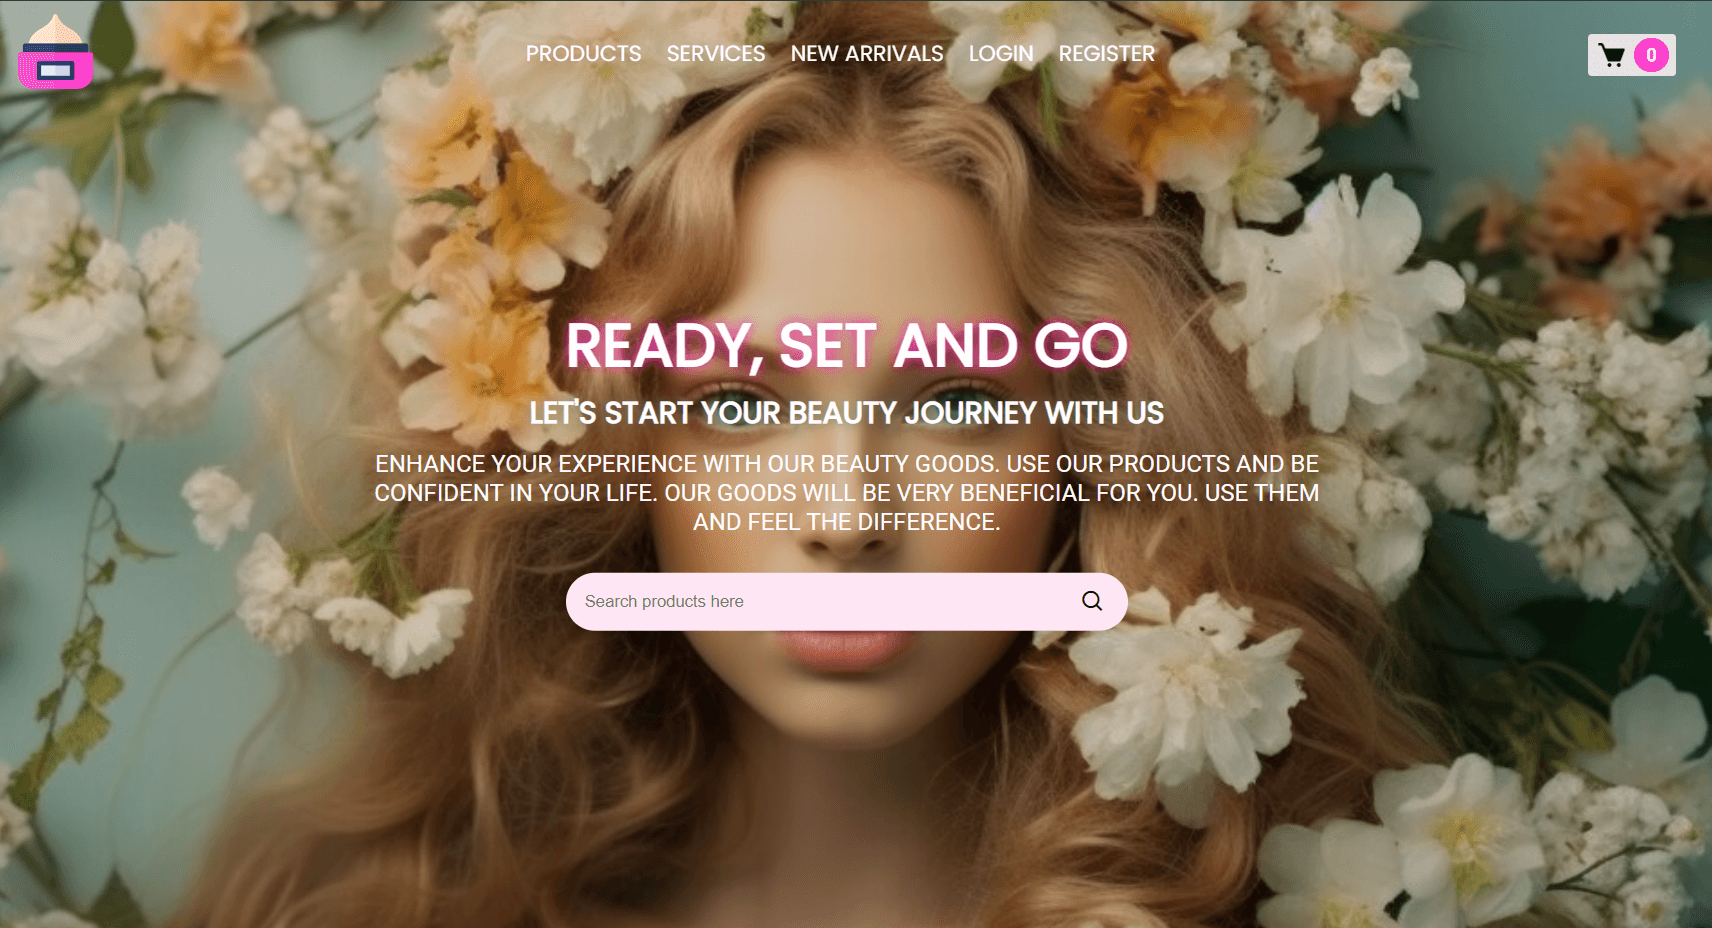 PRODUCTS SERVICES NEW ARRIVALS LOGIN REGISTER
0
READY, SET AND GO
LET'S START YOUR BEAUTY JOURNEY WITH US
ENHANCE YOUR EXPERIENCE WITH OUR BEAUTY GOODS. USE OUR PRODUCTS AND BE
CONFIDENT IN YOUR LIFE. OUR GOODS WILL BE VERY BENEFICIAL FOR YOU. USE THEM
AND FEEL THE DIFFERENCE.
Search products here